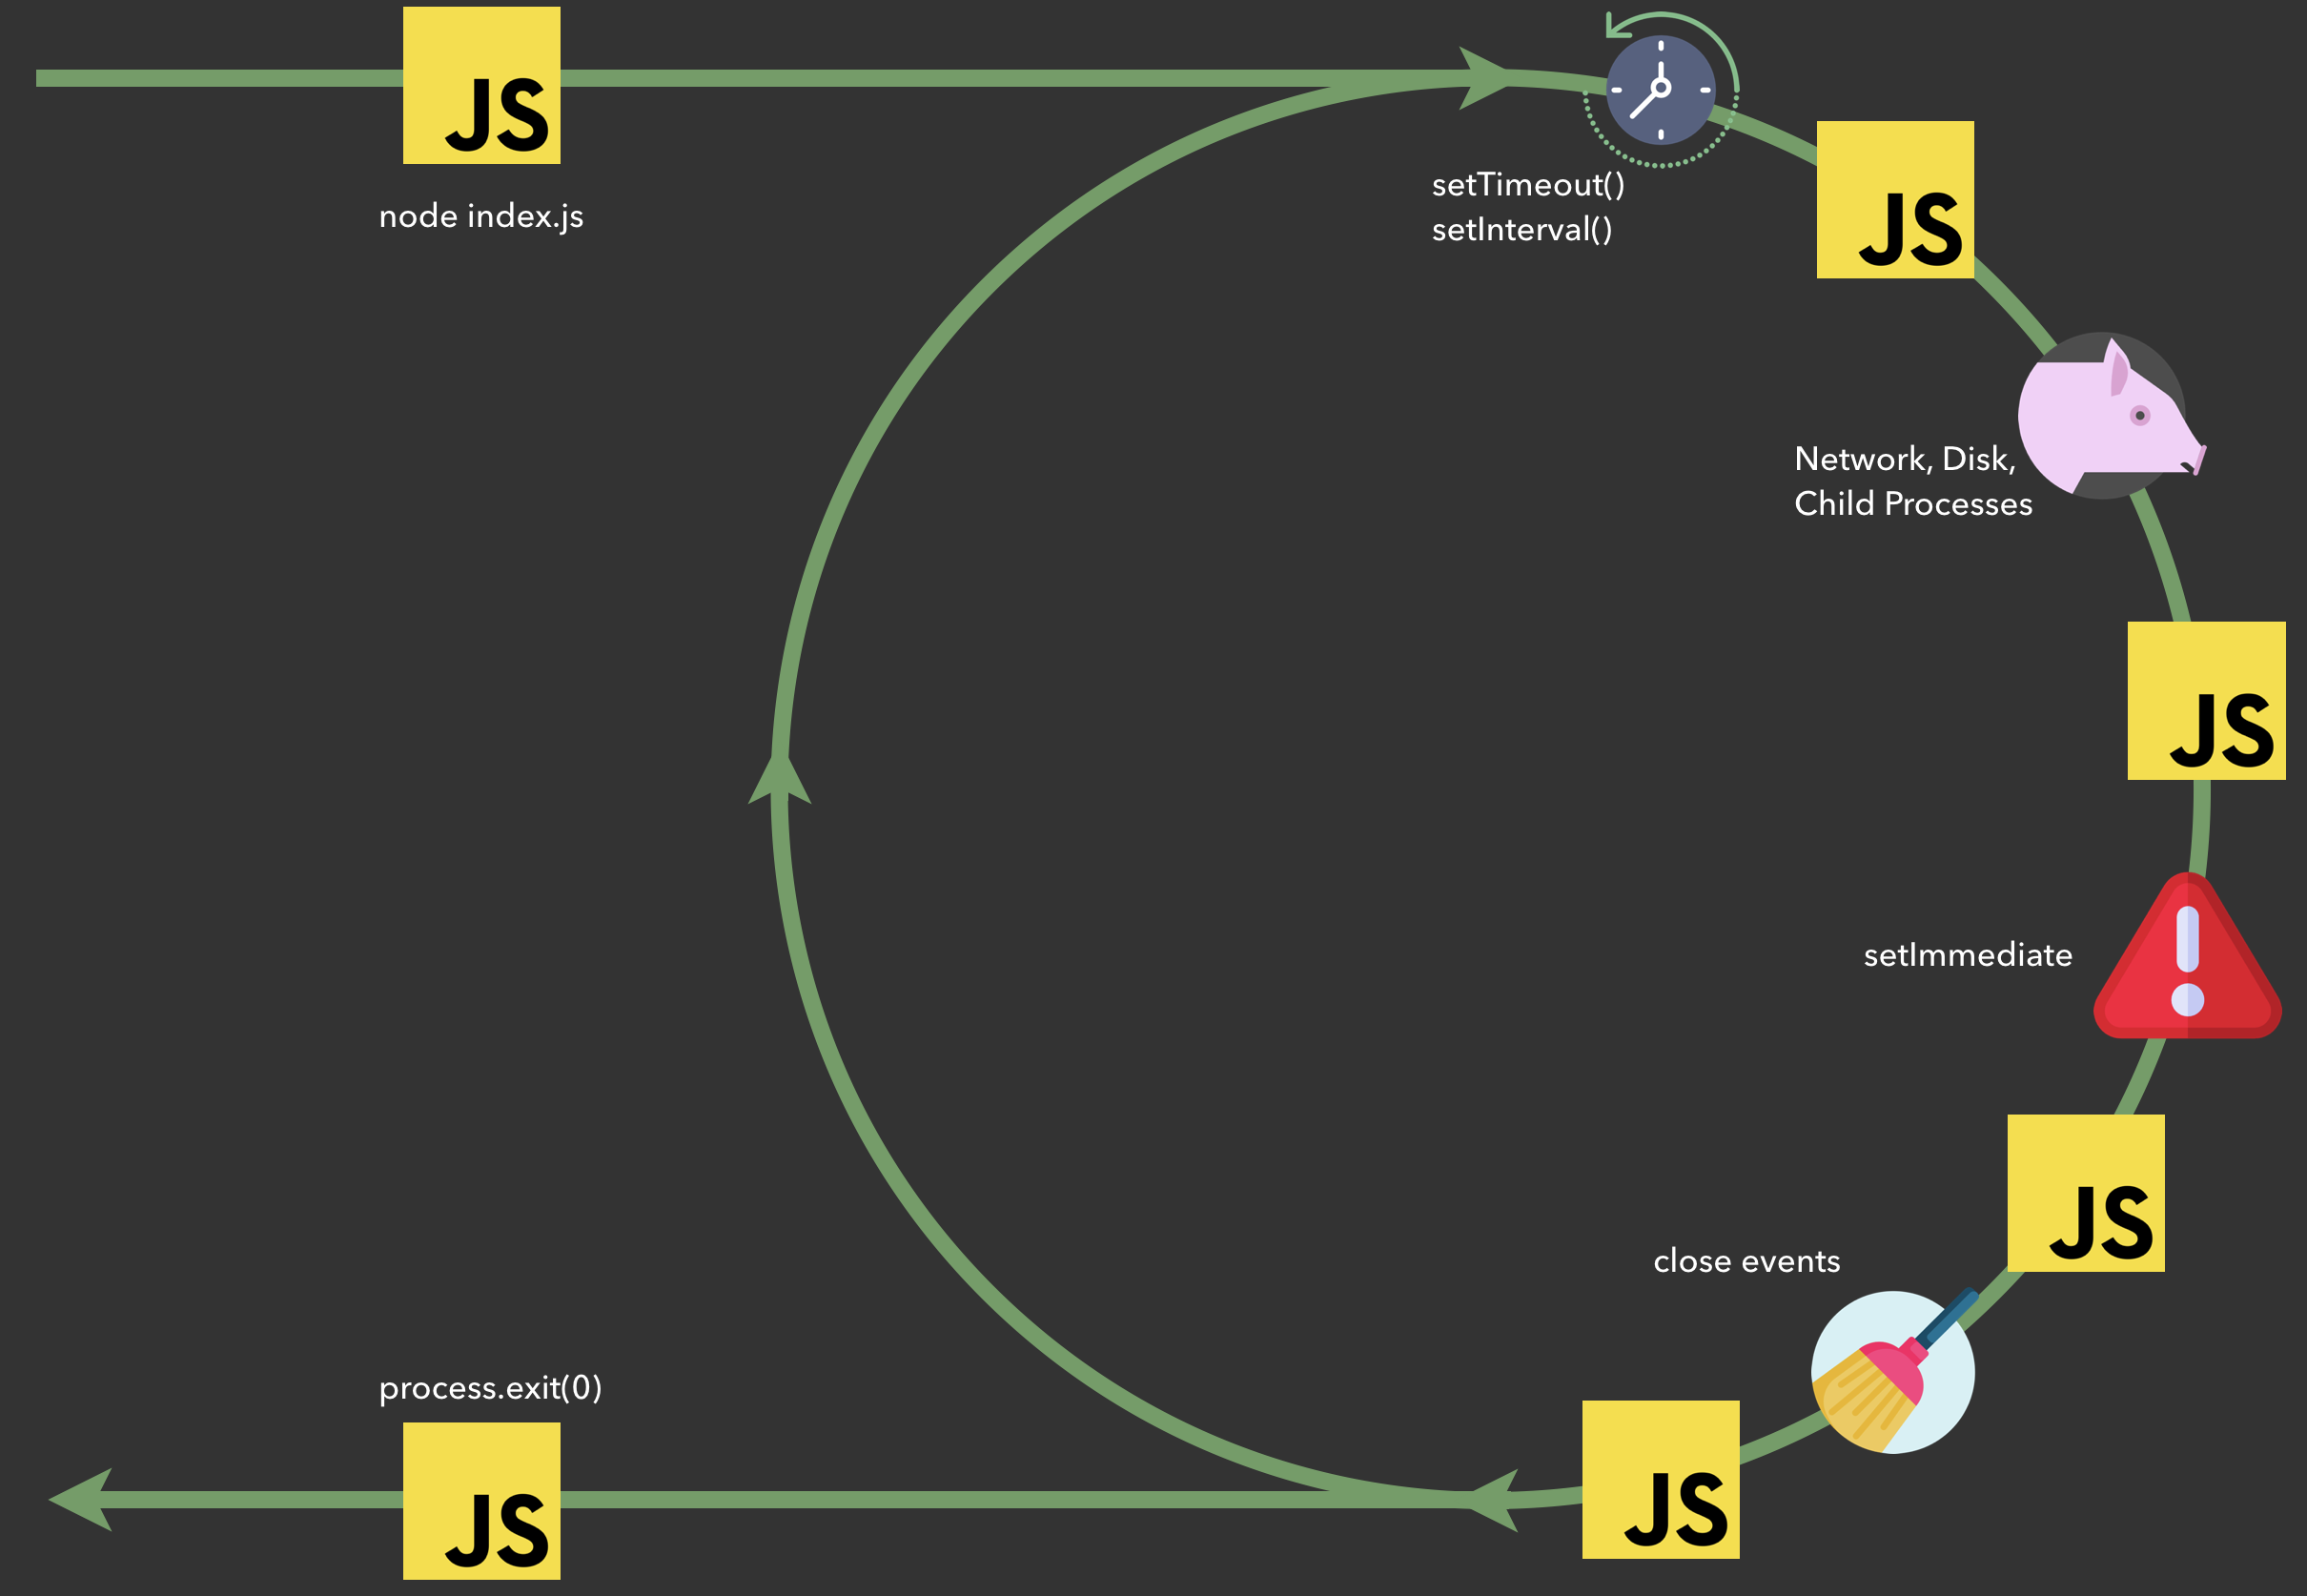 JS
node index.js
setTimeout()
setInterval()
JS
Network, Disk,
Child Processes
JS
setImmediate
JS
close events
process.exit(0)
JS
JS